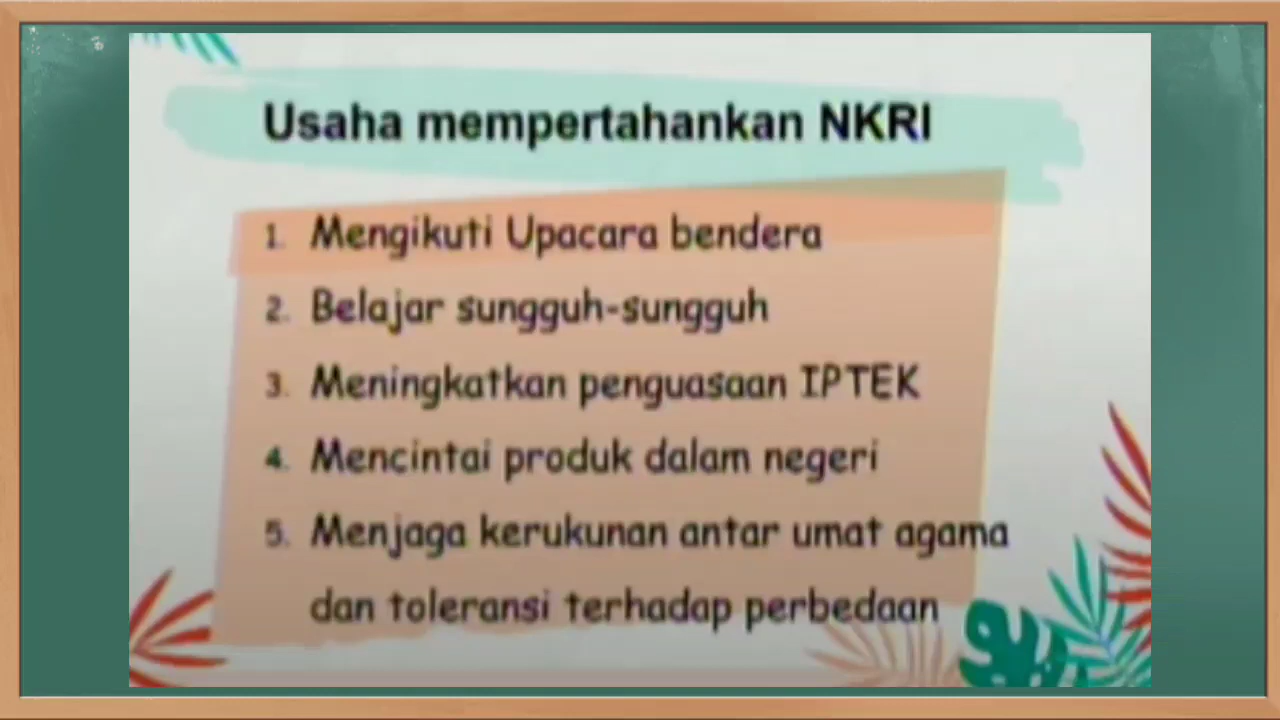 Usaha mempertahankan NKRI
1. Mengikuti Upacara bendera
2. Belajar sungguh-sungguh
3. Meningkatkan penguasaan IPTEK
4. Mencintai produk dalam negeri
5. Menjaga kerukunan antar umat agama
dan toleransi terhadap perbedaan